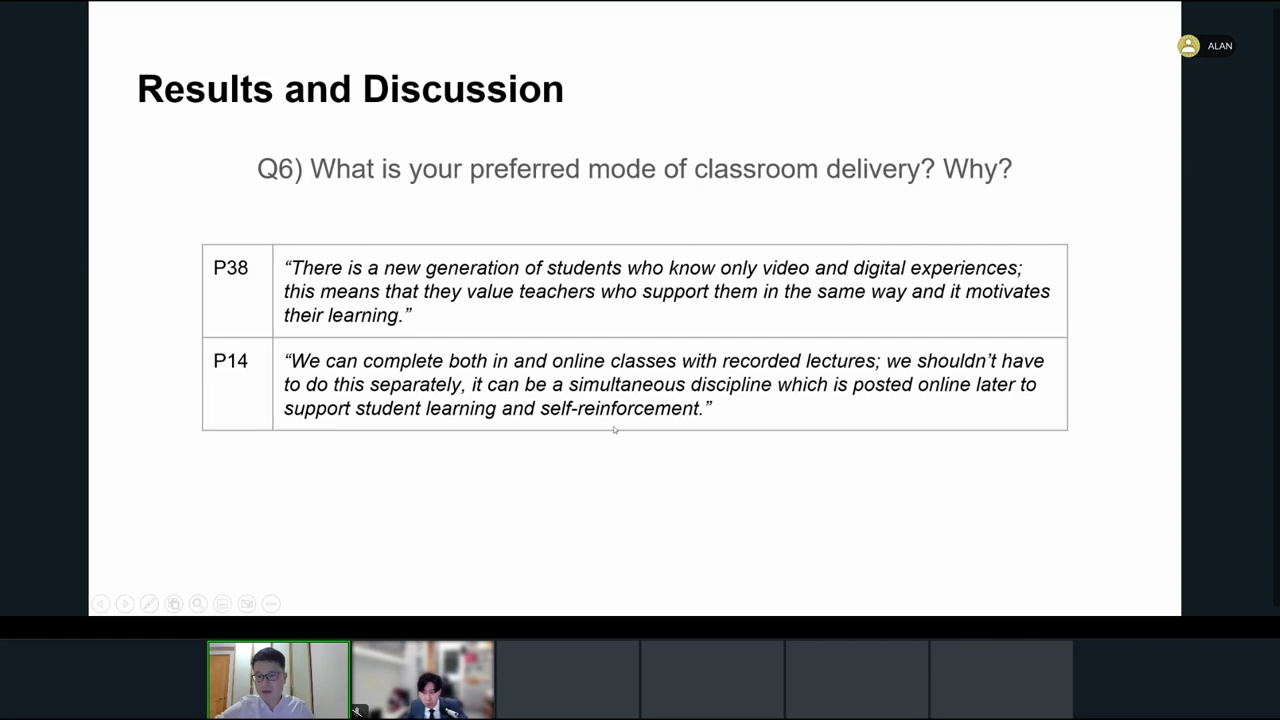 ALAN
Results and Discussion
Q6) What is your preferred mode of classroom delivery? Why?
P38
“There is a new generation of students who know only video and digital experiences;
this means that they value teachers who support them in the same way and it motivates
their learning.”
P14
“We can complete both in and online classes with recorded lectures; we shouldn’t have
to do this separately, it can be a simultaneous discipline which is posted online later to
support student learning and self-reinforcement.”